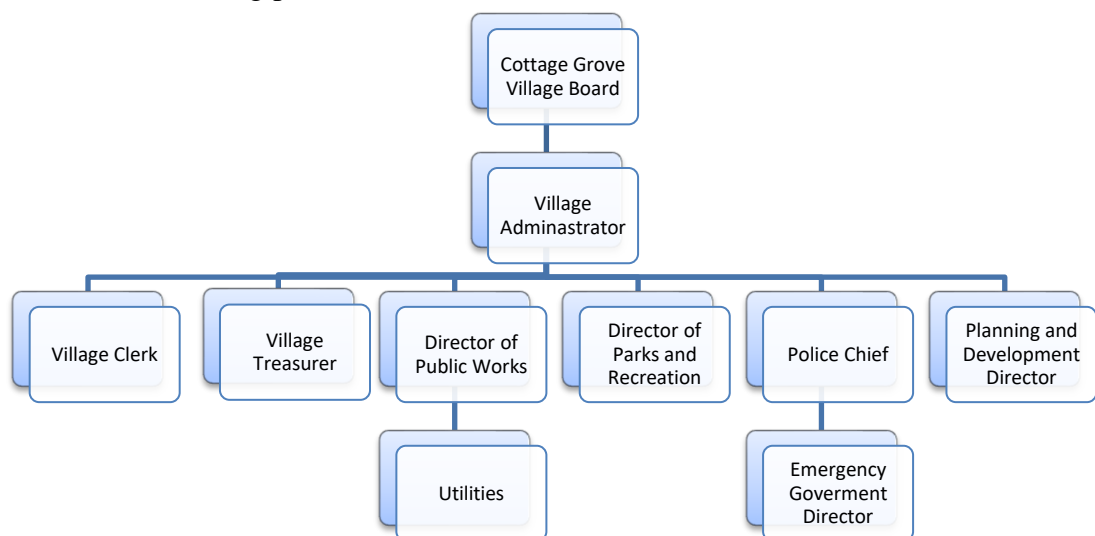 Cottage Grove
Village Board
Village
Adminastrator
Village Clerk
Village
Treasurer
Director of
Public Works
Director of
Parks and
Recreation
Police Chief
Planning and
Development
Director
Utilities
Emergency
Goverment
Director